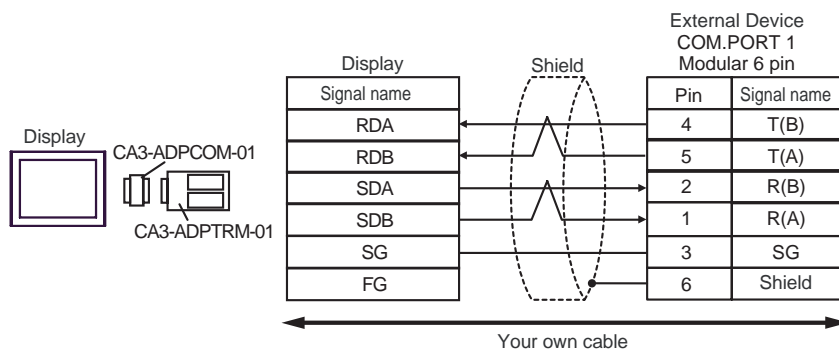 External Device
COM.PORT 1
Modular 6 pin
Display
Shield
Signal name
Pin
Signal name
RDA
4
T(B)
RDB
5
T(A)
SDA
2
R(B)
SDB
1
R(A)
SG
3
SG
FG
6
Shield
Display
CA3-ADPCOM-01
CA3-ADPTRM-01
Your own cable